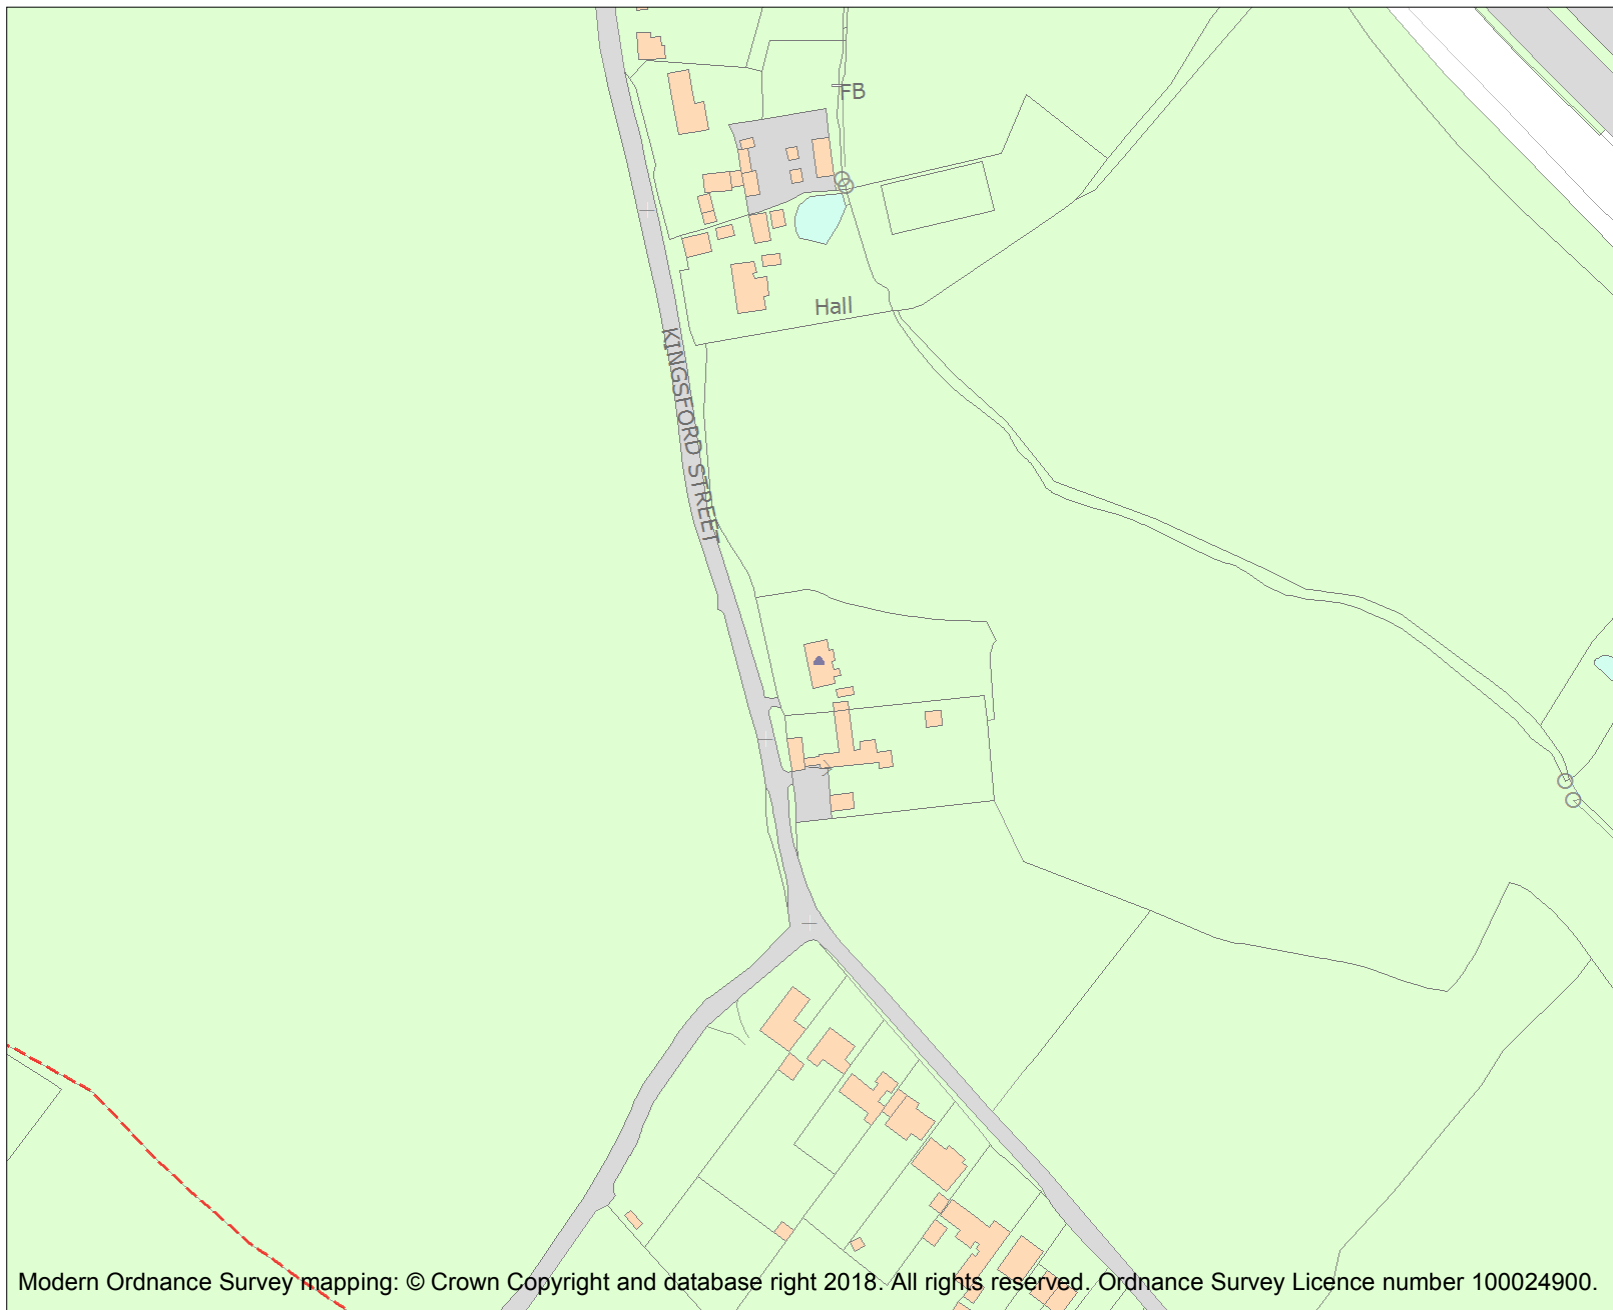 FB
Hall
KINGSFORD STREET
Modern Ordnance Survey mapping: © Crown Copyright and database right 2018. All rights reserved. Ordnance Survey Licence number 100024900.